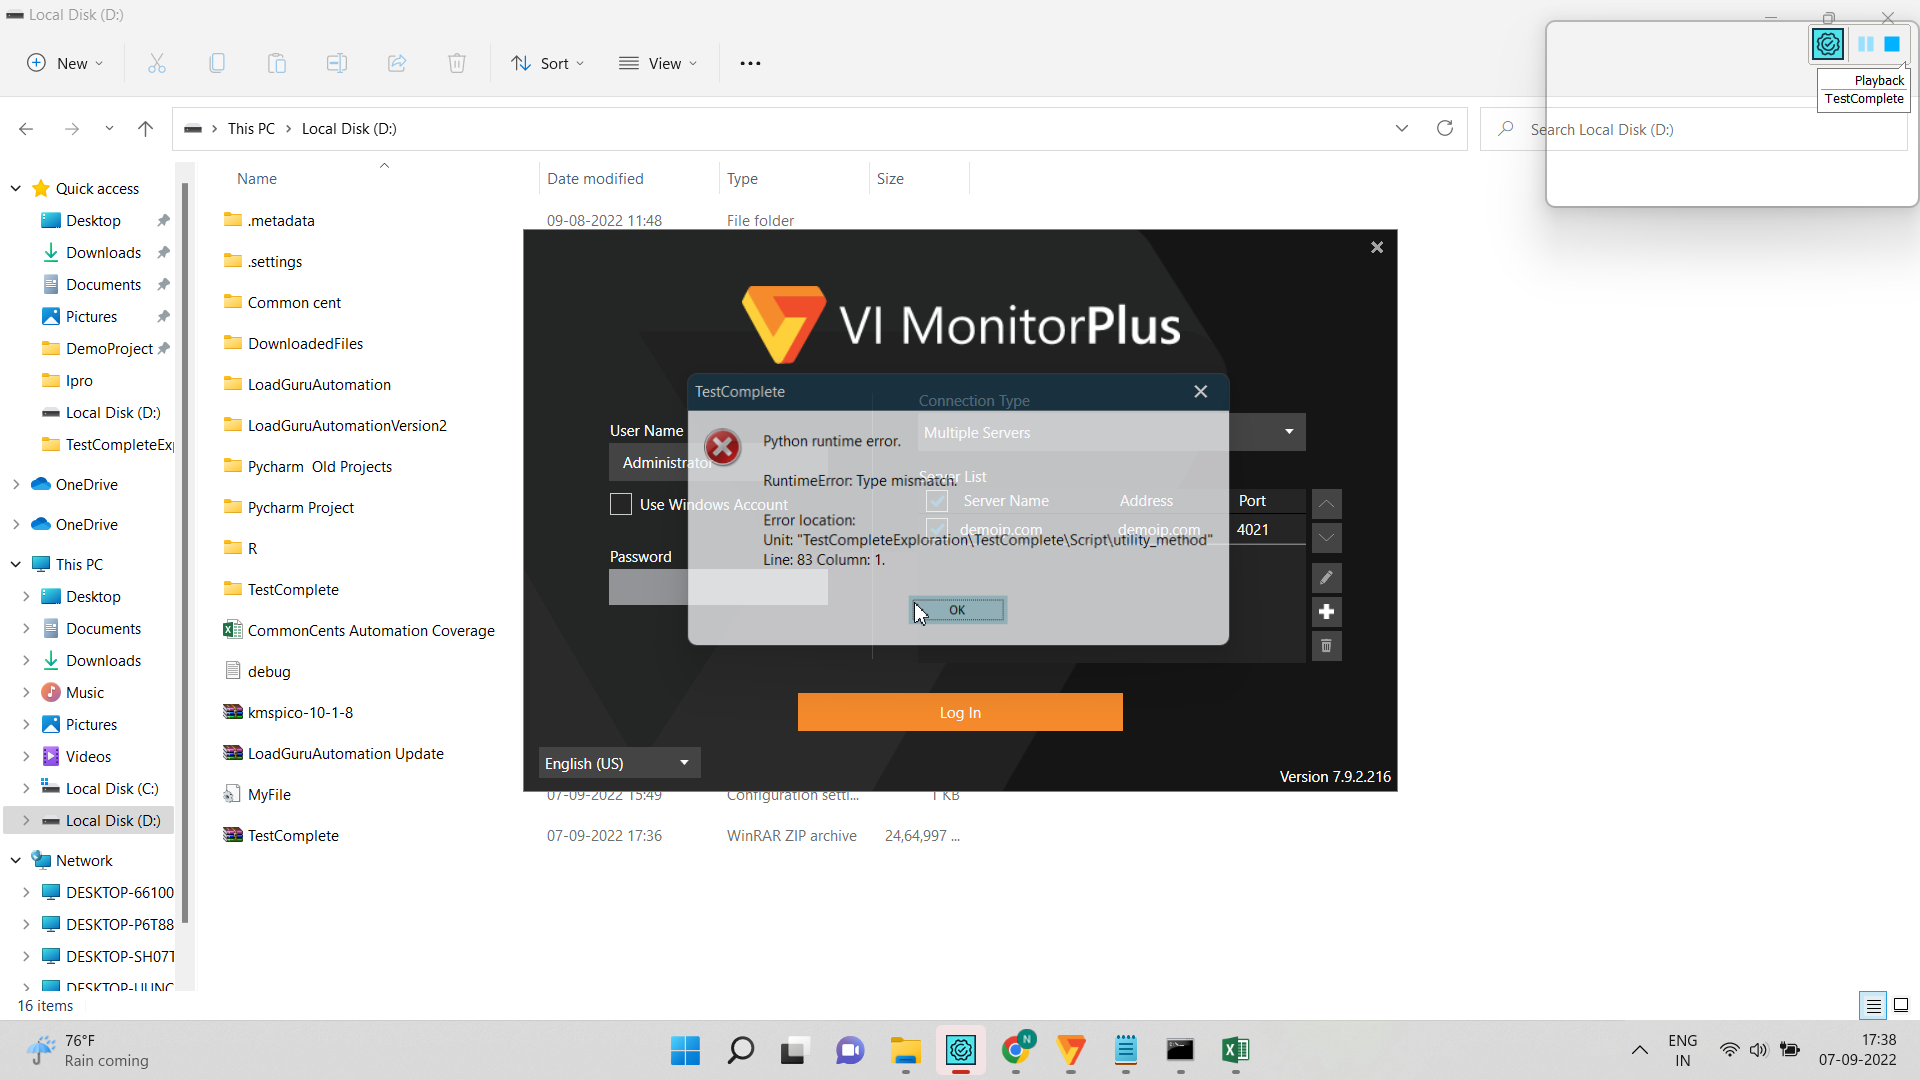 Local Disk (D:)
New
Sort
View
Playback
TestComplete
This PC
Local Disk (D:)
Search Local Disk (D:)
Name
Date modified
Type
Size
Quick access
Desktop
Downloads
Documents
Pictures
DemoProject
Ipro
Local Disk (D:)
TestCompleteEx
OneDrive
OneDrive
This PC
Desktop
Documents
Downloads
Music
Pictures
Videos
Local Disk (C:)
Local Disk (D:)
Network
DESKTOP-66100
DESKTOP-P6T88
DESKTOP-SH07T
DESKTOP-UUNC
.metadata 09-08-2022 11:48 File folder
.settings
Common cent
DownloadedFiles
LoadGuruAutomation
LoadGuruAutomationVersion2
Pycharm Old Projects
Pycharm Project
R
TestComplete
CommonCents Automation Coverage
debug
kmspico-10-1-8
LoadGuruAutomation Update
MyFile 07-09-2022 15:49 Configuration setti... 1 KB
TestComplete 07-09-2022 17:36 WinRAR ZIP archive 24,64,997 ...
VI MonitorPlus
User Name
Administrator
Use Windows Account
Password
Connection Type
Multiple Servers
Server List
Server Name Address Port
demoip.com demoip.com 4021
TestComplete
Python runtime error.
RuntimeError: Type mismatch.
Error location:
Unit: "TestCompleteExploration\TestComplete\Script\utility_method"
Line: 83 Column: 1.
OK
Log In
English (US)
Version 7.9.2.216
16 items
76°F
Rain coming
N
ENG
IN
17:38
07-09-2022